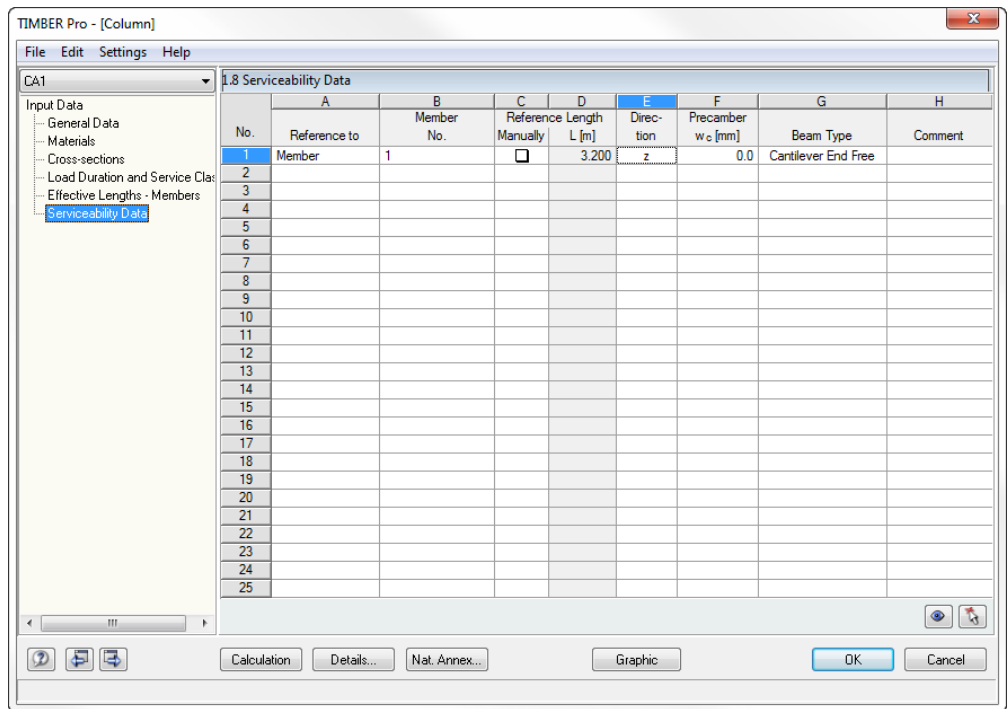 TIMBER Pro - [Column]
File Edit Settings Help
CA1
1.8 Serviceability Data
Input Data
General Data
Materials
Cross-sections
Load Duration and Service Clas
Effective Lengths - Members
Serviceability Data
A B C D E F G H
Member Reference Length Direc- Precamber
No. Reference to No. Manually L [m] tion w c [mm] Beam Type Comment
1 Member 1 3.200 z 0.0 Cantilever End Free
2
3
4
5
6
7
8
9
10
11
12
13
14
15
16
17
18
19
20
21
22
23
24
25
Calculation Details... Nat. Annex... Graphic OK Cancel